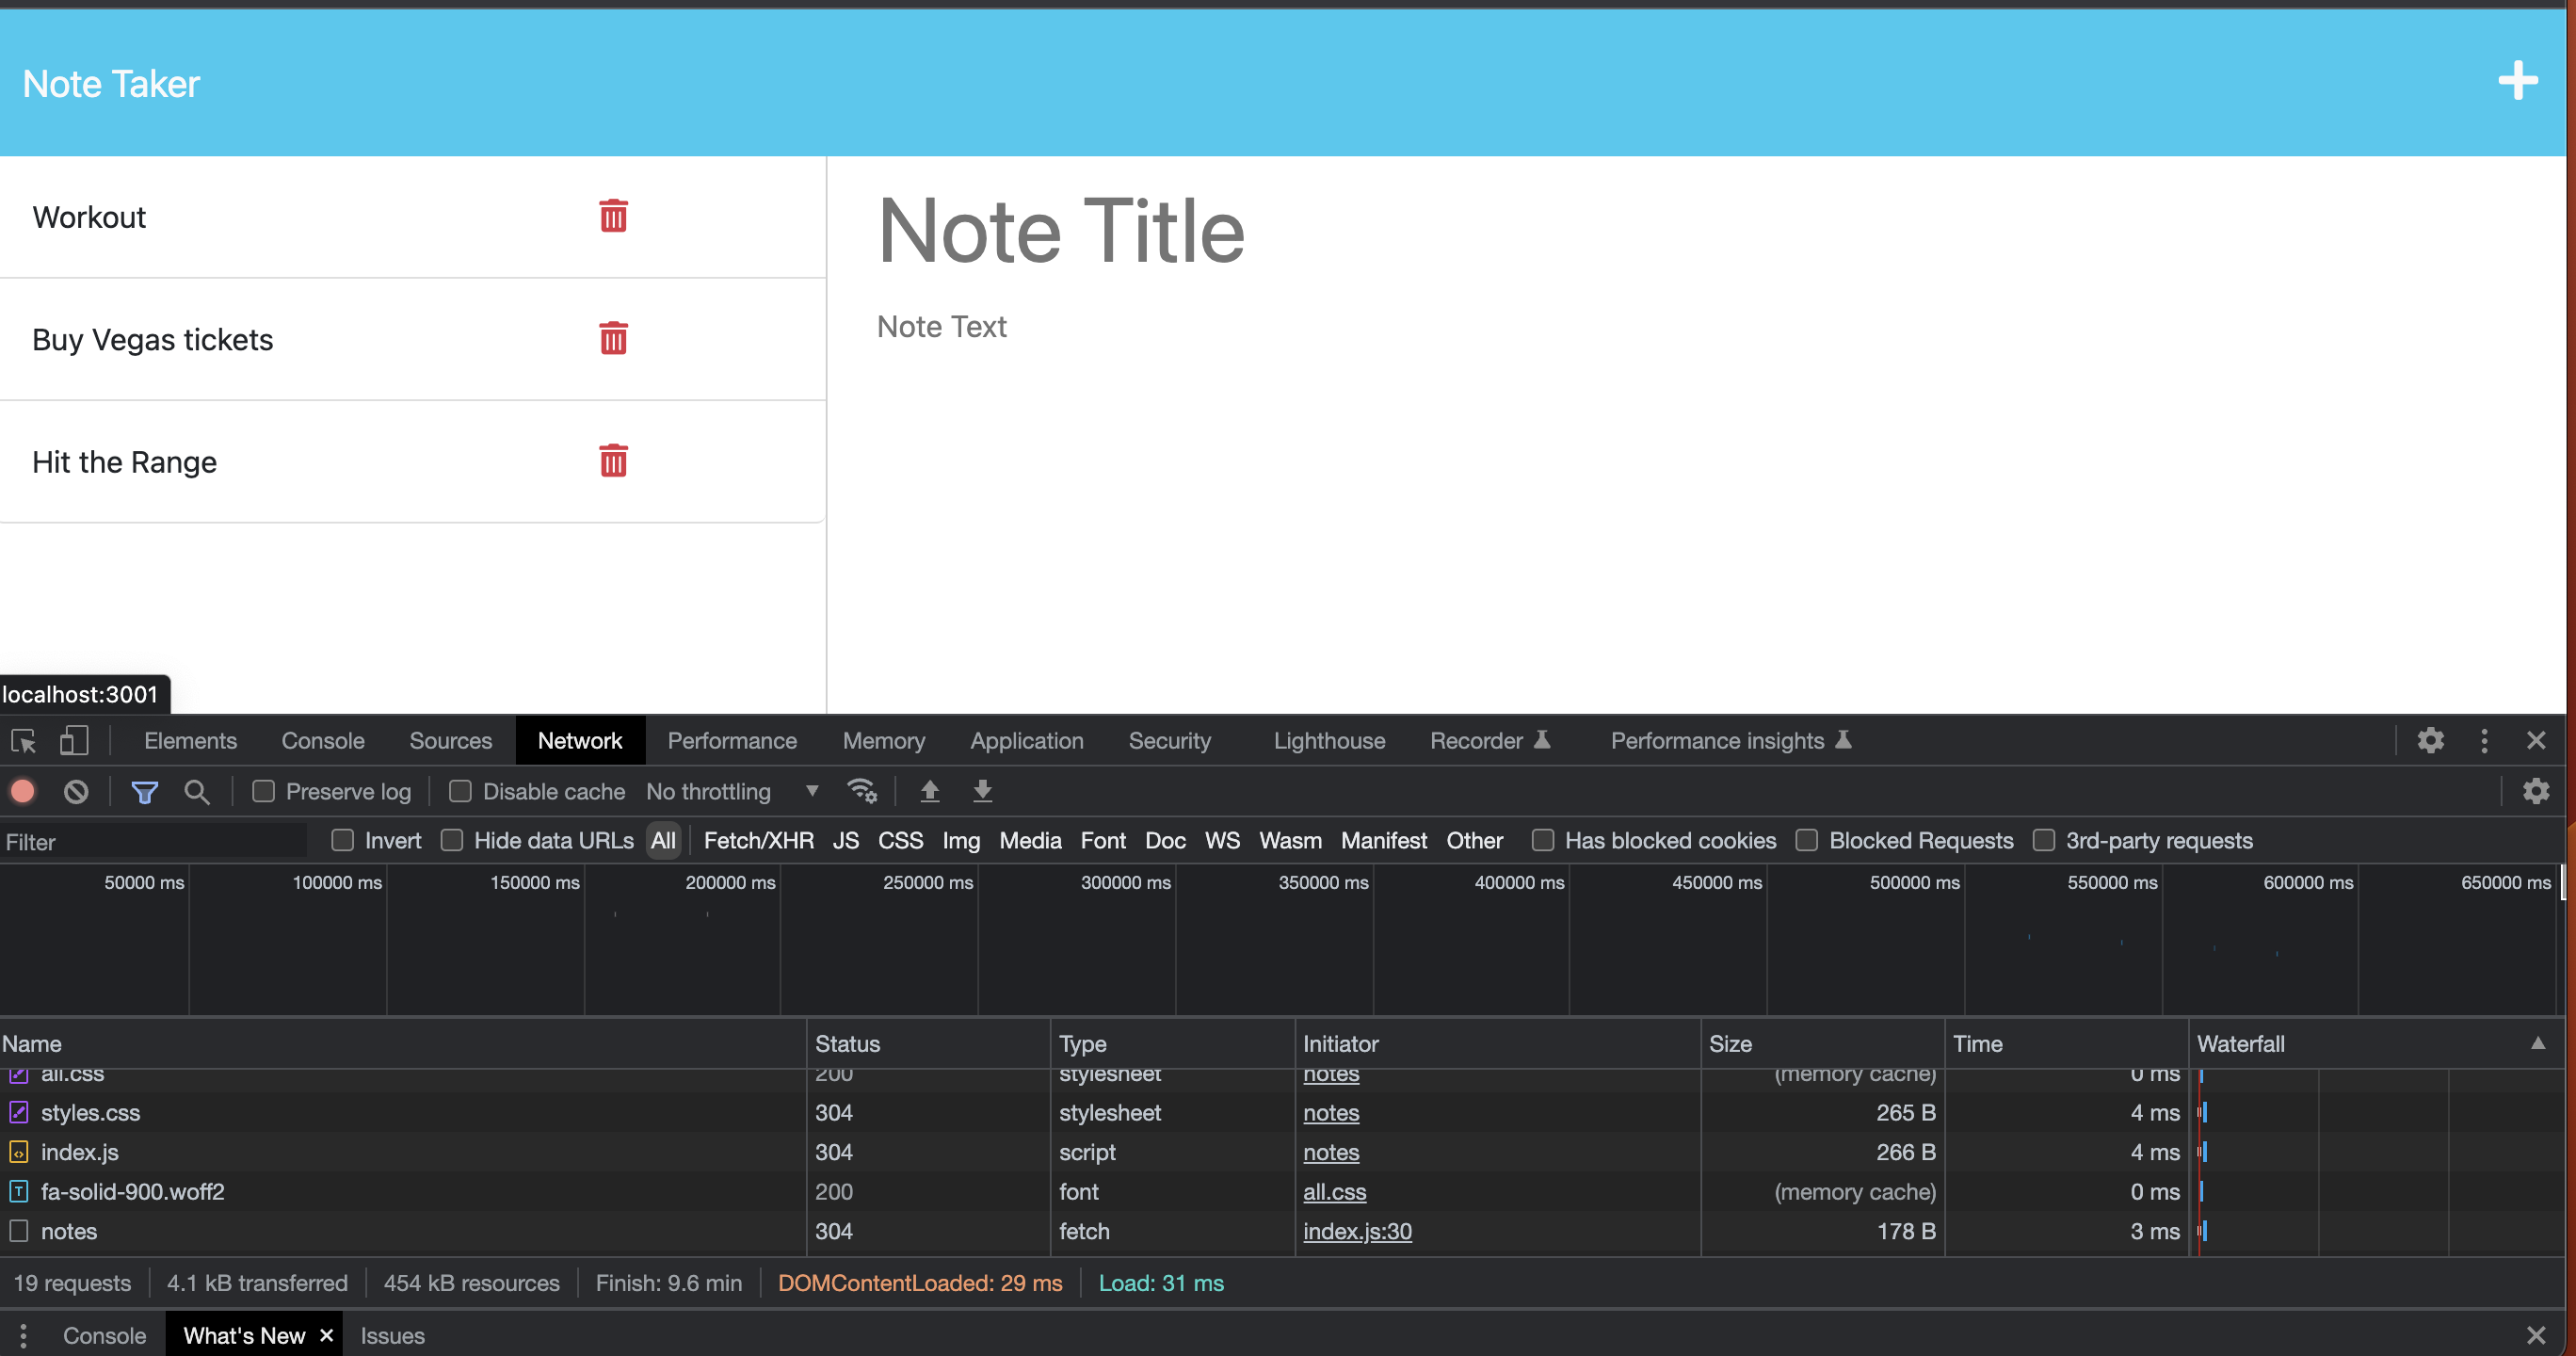 Note Taker
Workout
Buy Vegas tickets
Hit the Range
Note Title
Note Text
localhost:3001
Elements Console Sources Network Performance Memory Application Security Lighthouse Recorder Performance insights
Preserve log Disable cache No throttling
Filter Invert Hide data URLs All Fetch/XHR JS CSS Img Media Font Doc WS Wasm Manifest Other Has blocked cookies Blocked Requests 3rd-party requests
50000 ms 100000 ms 150000 ms 200000 ms 250000 ms 300000 ms 350000 ms 400000 ms 450000 ms 500000 ms 550000 ms 600000 ms 650000 ms
Name Status Type Initiator Size Time Waterfall
all.css 200 stylesheet notes (memory cache) 0 ms
styles.css 304 stylesheet notes 265 B 4 ms
index.js 304 script notes 266 B 4 ms
fa-solid-900.woff2 200 font all.css (memory cache) 0 ms
notes 304 fetch index.js:30 178 B 3 ms
19 requests 4.1 kB transferred 454 kB resources Finish: 9.6 min DOMContentLoaded: 29 ms Load: 31 ms
Console What's New Issues